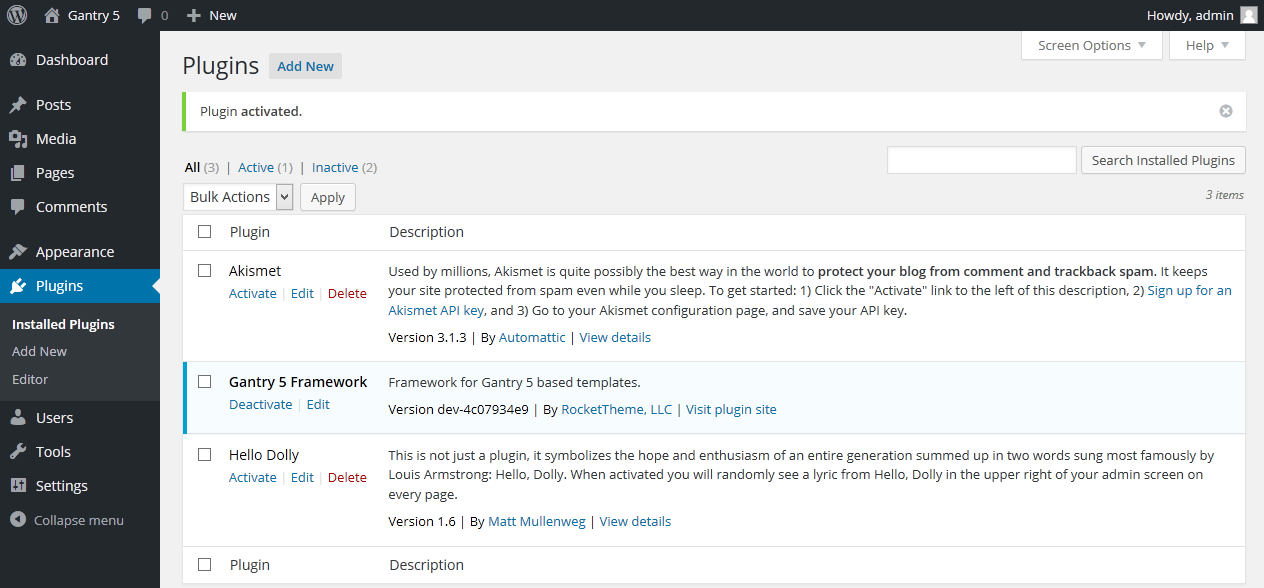 Gantry 5 0 New Howdy, admin
Dashboard
Posts
Media
Pages
Comments
Appearance
Plugins
Installed Plugins
Add New
Editor
Users
Tools
Settings
Collapse menu
Screen Options Help
Plugins Add New
Plugin activated.
All (3) | Active (1) | Inactive (2)
Search Installed Plugins
Bulk Actions Apply
3 items
Plugin Description
Akismet
Activate | Edit | Delete
Used by millions, Akismet is quite possibly the best way in the world to protect your blog from comment and trackback spam. It keeps
your site protected from spam even while you sleep. To get started: 1) Click the "Activate" link to the left of this description, 2) Sign up for an
Akismet API key, and 3) Go to your Akismet configuration page, and save your API key.
Version 3.1.3 | By Automattic | View details
Gantry 5 Framework
Deactivate | Edit
Framework for Gantry 5 based templates.
Version dev-4c07934e9 | By RocketTheme, LLC | Visit plugin site
Hello Dolly
Activate | Edit | Delete
This is not just a plugin, it symbolizes the hope and enthusiasm of an entire generation summed up in two words sung most famously by
Louis Armstrong: Hello, Dolly. When activated you will randomly see a lyric from Hello, Dolly in the upper right of your admin screen on
every page.
Version 1.6 | By Matt Mullenweg | View details
Plugin Description